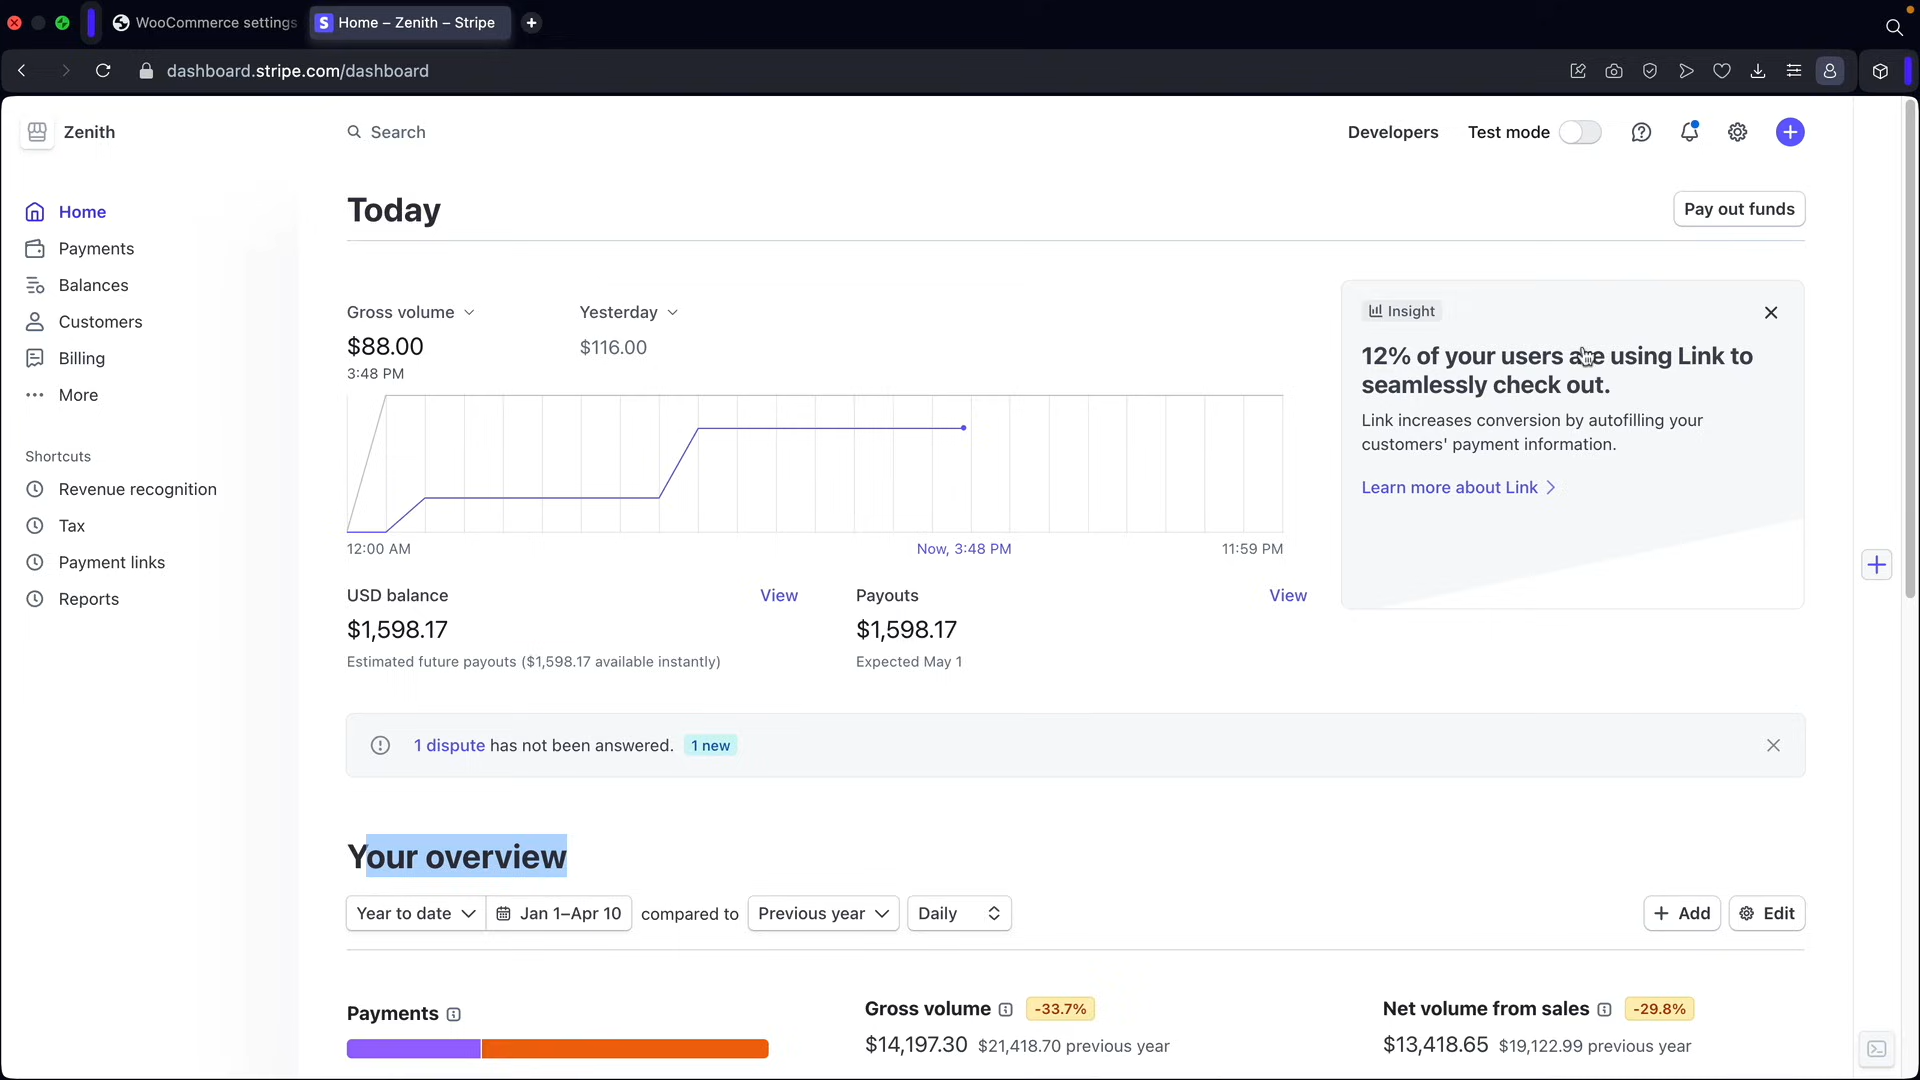 WooCommerce settings
S Home – Zenith – Stripe
dashboard.stripe.com/dashboard
Zenith
Search
Developers
Test mode
Home
Payments
Balances
Customers
Billing
More
Shortcuts
Revenue recognition
Tax
Payment links
Reports
Today
Pay out funds
Gross volume
$88.00
3:48 PM
Yesterday
$116.00
12:00 AM
Now, 3:48 PM
11:59 PM
Insight
12% of your users are using Link to
seamlessly check out.
Link increases conversion by autofilling your
customers' payment information.
Learn more about Link
USD balance
View
$1,598.17
Estimated future payouts ($1,598.17 available instantly)
Payouts
View
$1,598.17
Expected May 1
1 dispute has not been answered. 1 new
Your overview
Year to date
Jan 1–Apr 10
compared to
Previous year
Daily
Add
Edit
Payments
Gross volume -33.7%
$14,197.30 $21,418.70 previous year
Net volume from sales -29.8%
$13,418.65 $19,122.99 previous year